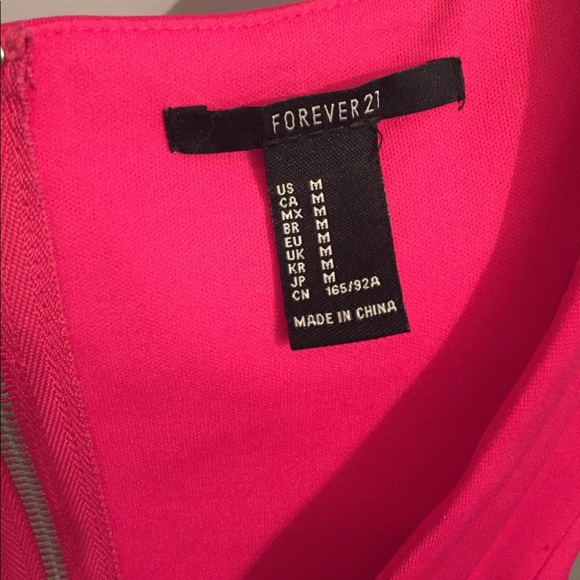 FOREVER 21
US M
CA M
MX M
BR M
EU M
UK M
KR M
JP M
CN 165/92A
MADE IN CHINA